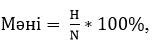 Мәні = Н/N * 100%,